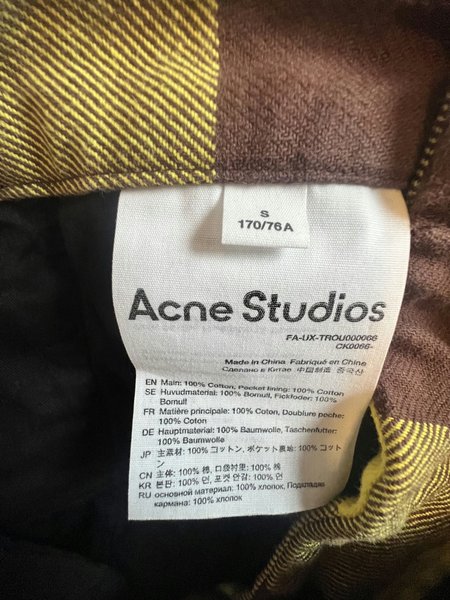 S
170/76A
Acne Studios
FA-UX-TROU000066
CK0066-
Made in China Fabriqué en Chine
Сделано в Китае 中国制造 중국산
EN Main: 100% Cotton, Pocket lining: 100% Cotton
SE Huvudmaterial: 100% Bomull, Fickfoder: 100%
Bomull
FR Matière principale: 100% Coton, Doublure poche:
100% Coton
DE Hauptmaterial: 100% Baumwolle, Taschenfutter:
100% Baumwolle
JP 主素材: 100% コットン, ポケット裏地: 100% コット
ン
CN 主体: 100% 棉, 口袋衬里: 100% 棉
KR 본판: 100% 면, 포켓 안감: 100% 면
RU основной материал: 100% хлопок, Подкладка
кармана: 100% хлопок